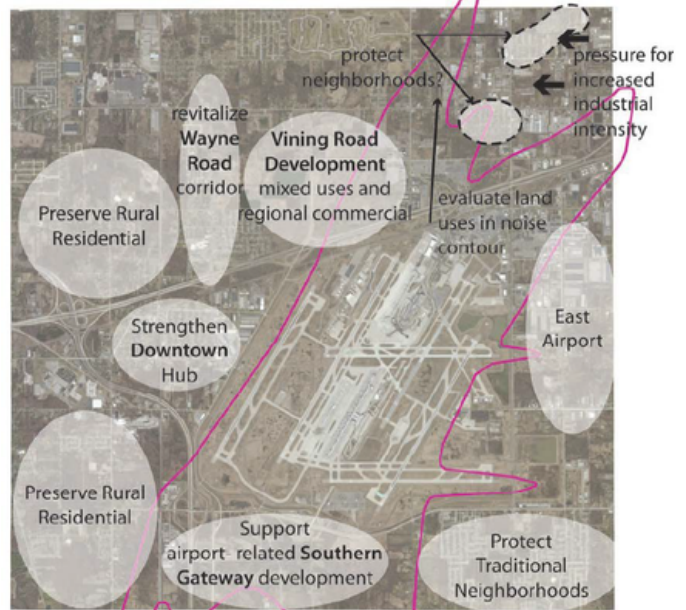 protect
neighborhoods?
pressure for
increased
industrial
intensity
revitalize
Wayne
Road
corridor
Vining Road
Development
mixed uses and
regional commercial
Preserve Rural
Residential
evaluate land
uses in noise
contour
East
Airport
Strengthen
Downtown
Hub
Preserve Rural
Residential
Support
airport-related Southern
Gateway development
Protect
Traditional
Neighborhoods